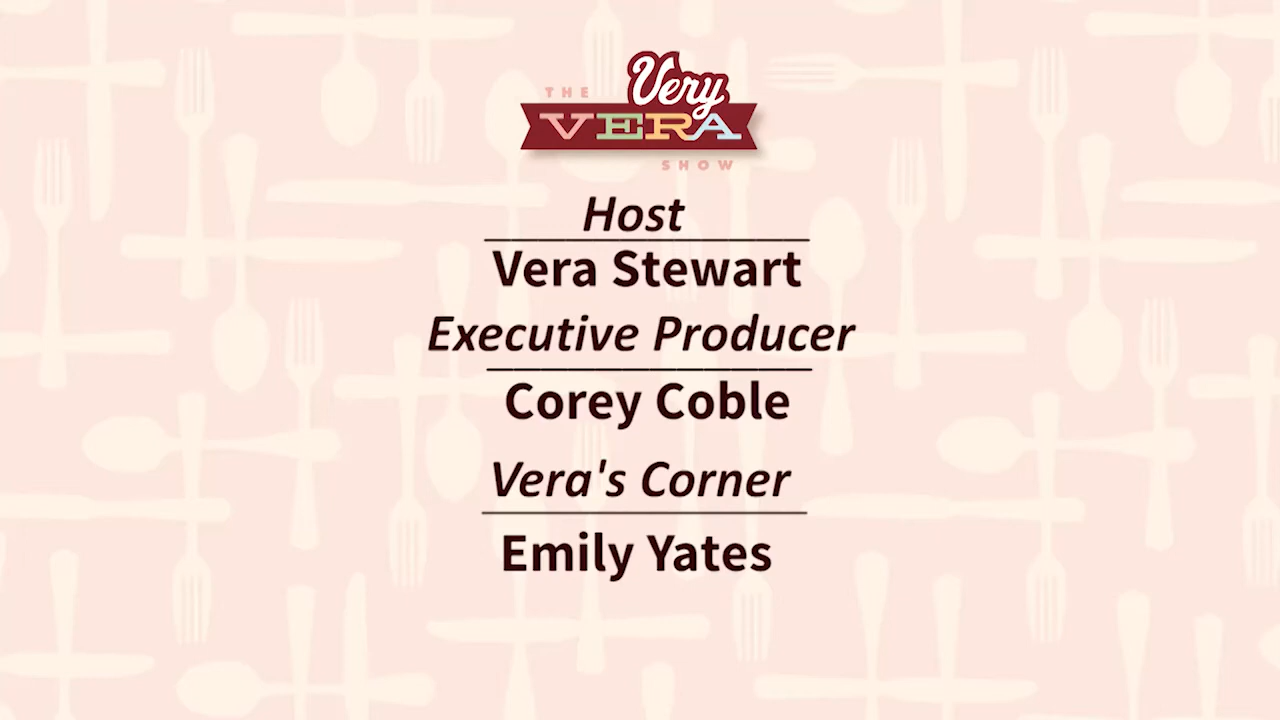 THE Very
VERA
SHOW
Host
Vera Stewart
Executive Producer
Corey Coble
Vera's Corner
Emily Yates